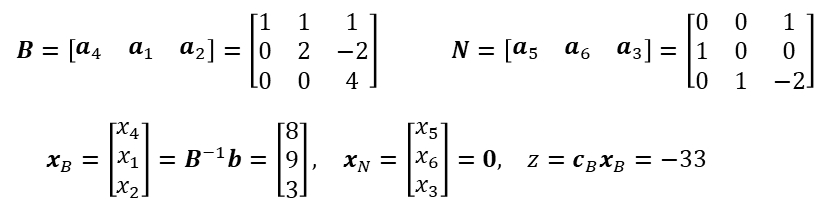 B = [a₄ a₁ a₂] = [1 1 1; 0 2 −2; 0 0 4] N = [a₅ a₆ a₃] = [0 0 1; 1 0 0; 0 1 −2]
x_B = [x₄; x₁; x₂] = B⁻¹b = [8; 9; 3], x_N = [x₅; x₆; x₃] = 0, z = c_B x_B = −33